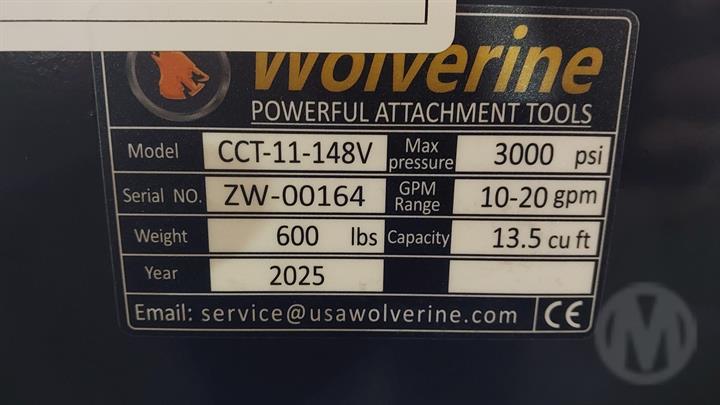 Wolverine
POWERFUL ATTACHMENT TOOLS
Model CCT-11-148V Max pressure 3000 psi
Serial NO. ZW-00164 GPM Range 10-20 gpm
Weight 600 lbs Capacity 13.5 cu ft
Year 2025
Email: service@usawolverine.com CE
M